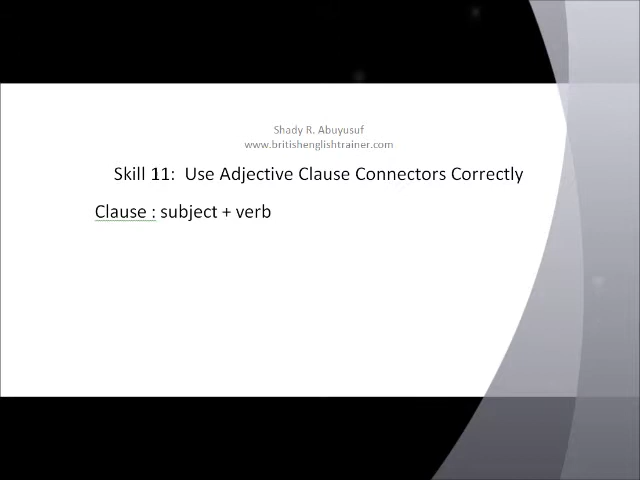 Shady R. Abuyusuf
www.britishenglishtrainer.com
Skill 11:  Use Adjective Clause Connectors Correctly
Clause : subject + verb